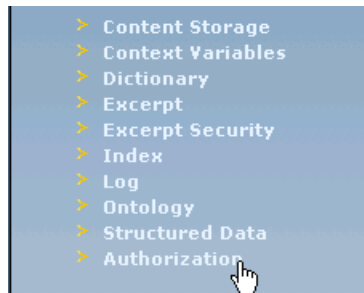 Content Storage
Context Variables
Dictionary
Excerpt
Excerpt Security
Index
Log
Ontology
Structured Data
Authorization